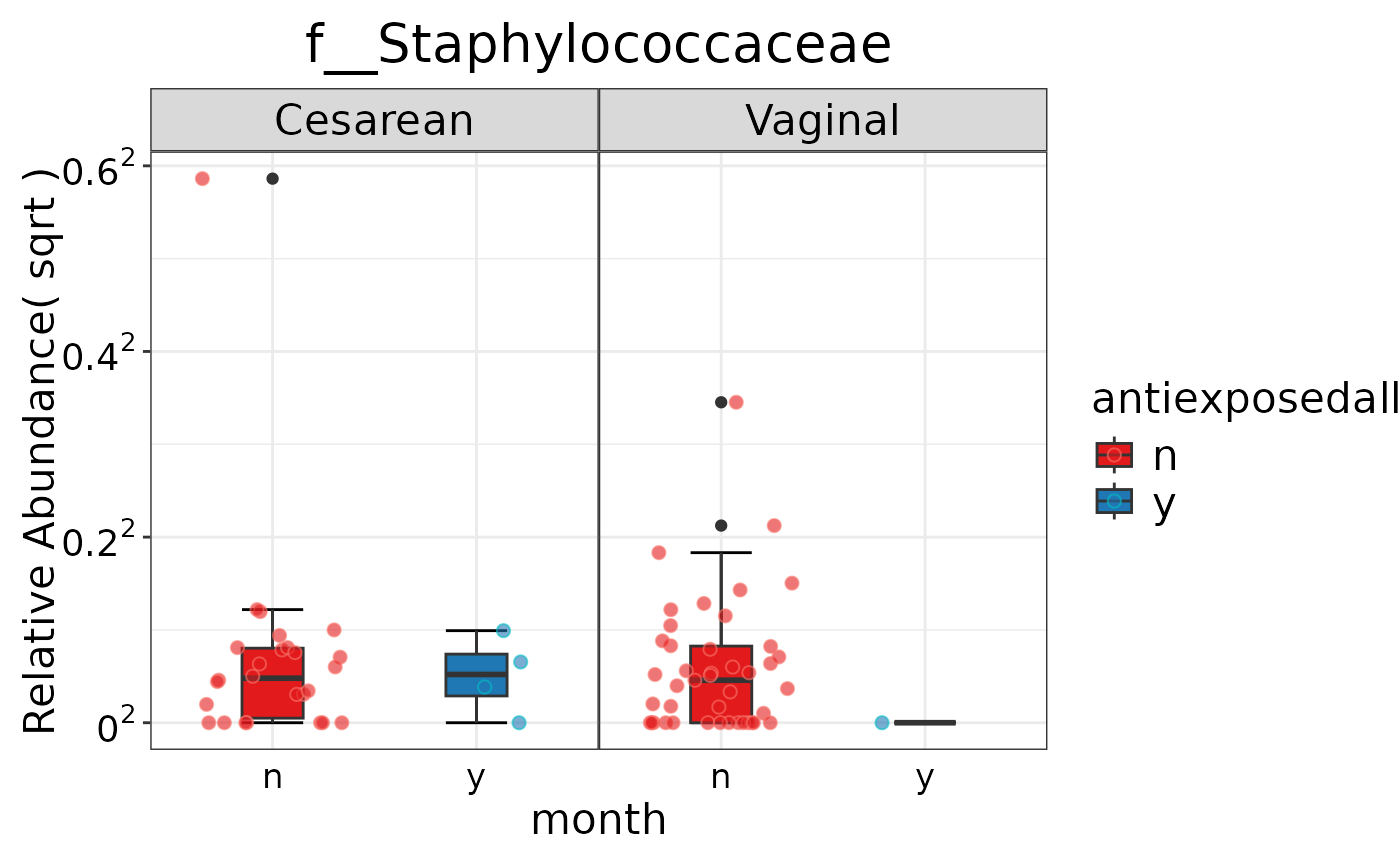 f__Staphylococcaceae
Cesarean
Vaginal
Relative Abundance( sqrt )
0.6²
0.4²
0.2²
0²
n
y
n
y
month
antiexposedall
n
y